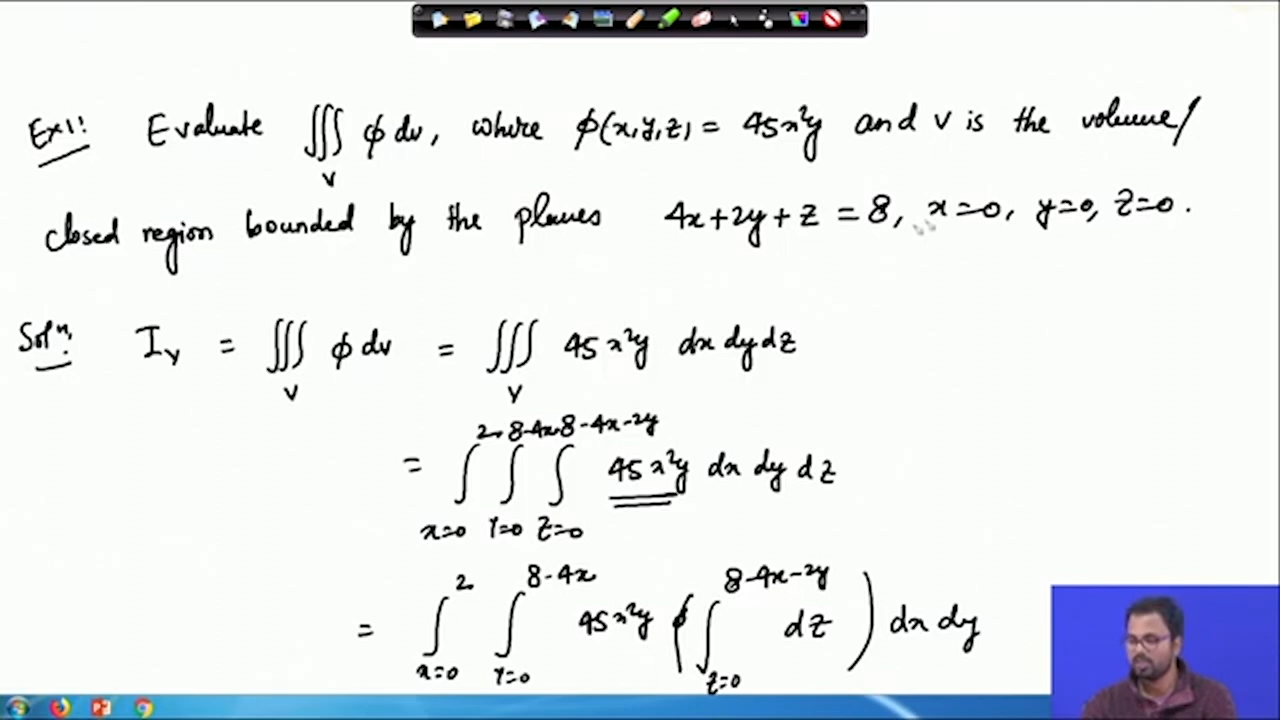 Ex1: Evaluate ∭_V ϕ dv, where ϕ(x,y,z) = 45x²y and v is the volume/
closed region bounded by the planes 4x+2y+z = 8, x=0, y=0, z=0.
Solⁿ: I_V = ∭_V ϕ dv = ∭_V 45x²y dx dy dz
= ∫_{x=0}^{2} ∫_{y=0}^{8-4x} ∫_{z=0}^{8-4x-2y} 45x²y dx dy dz
= ∫_{x=0}^{2} ∫_{y=0}^{8-4x} 45x²y ( ∫_{z=0}^{8-4x-2y} dz ) dx dy